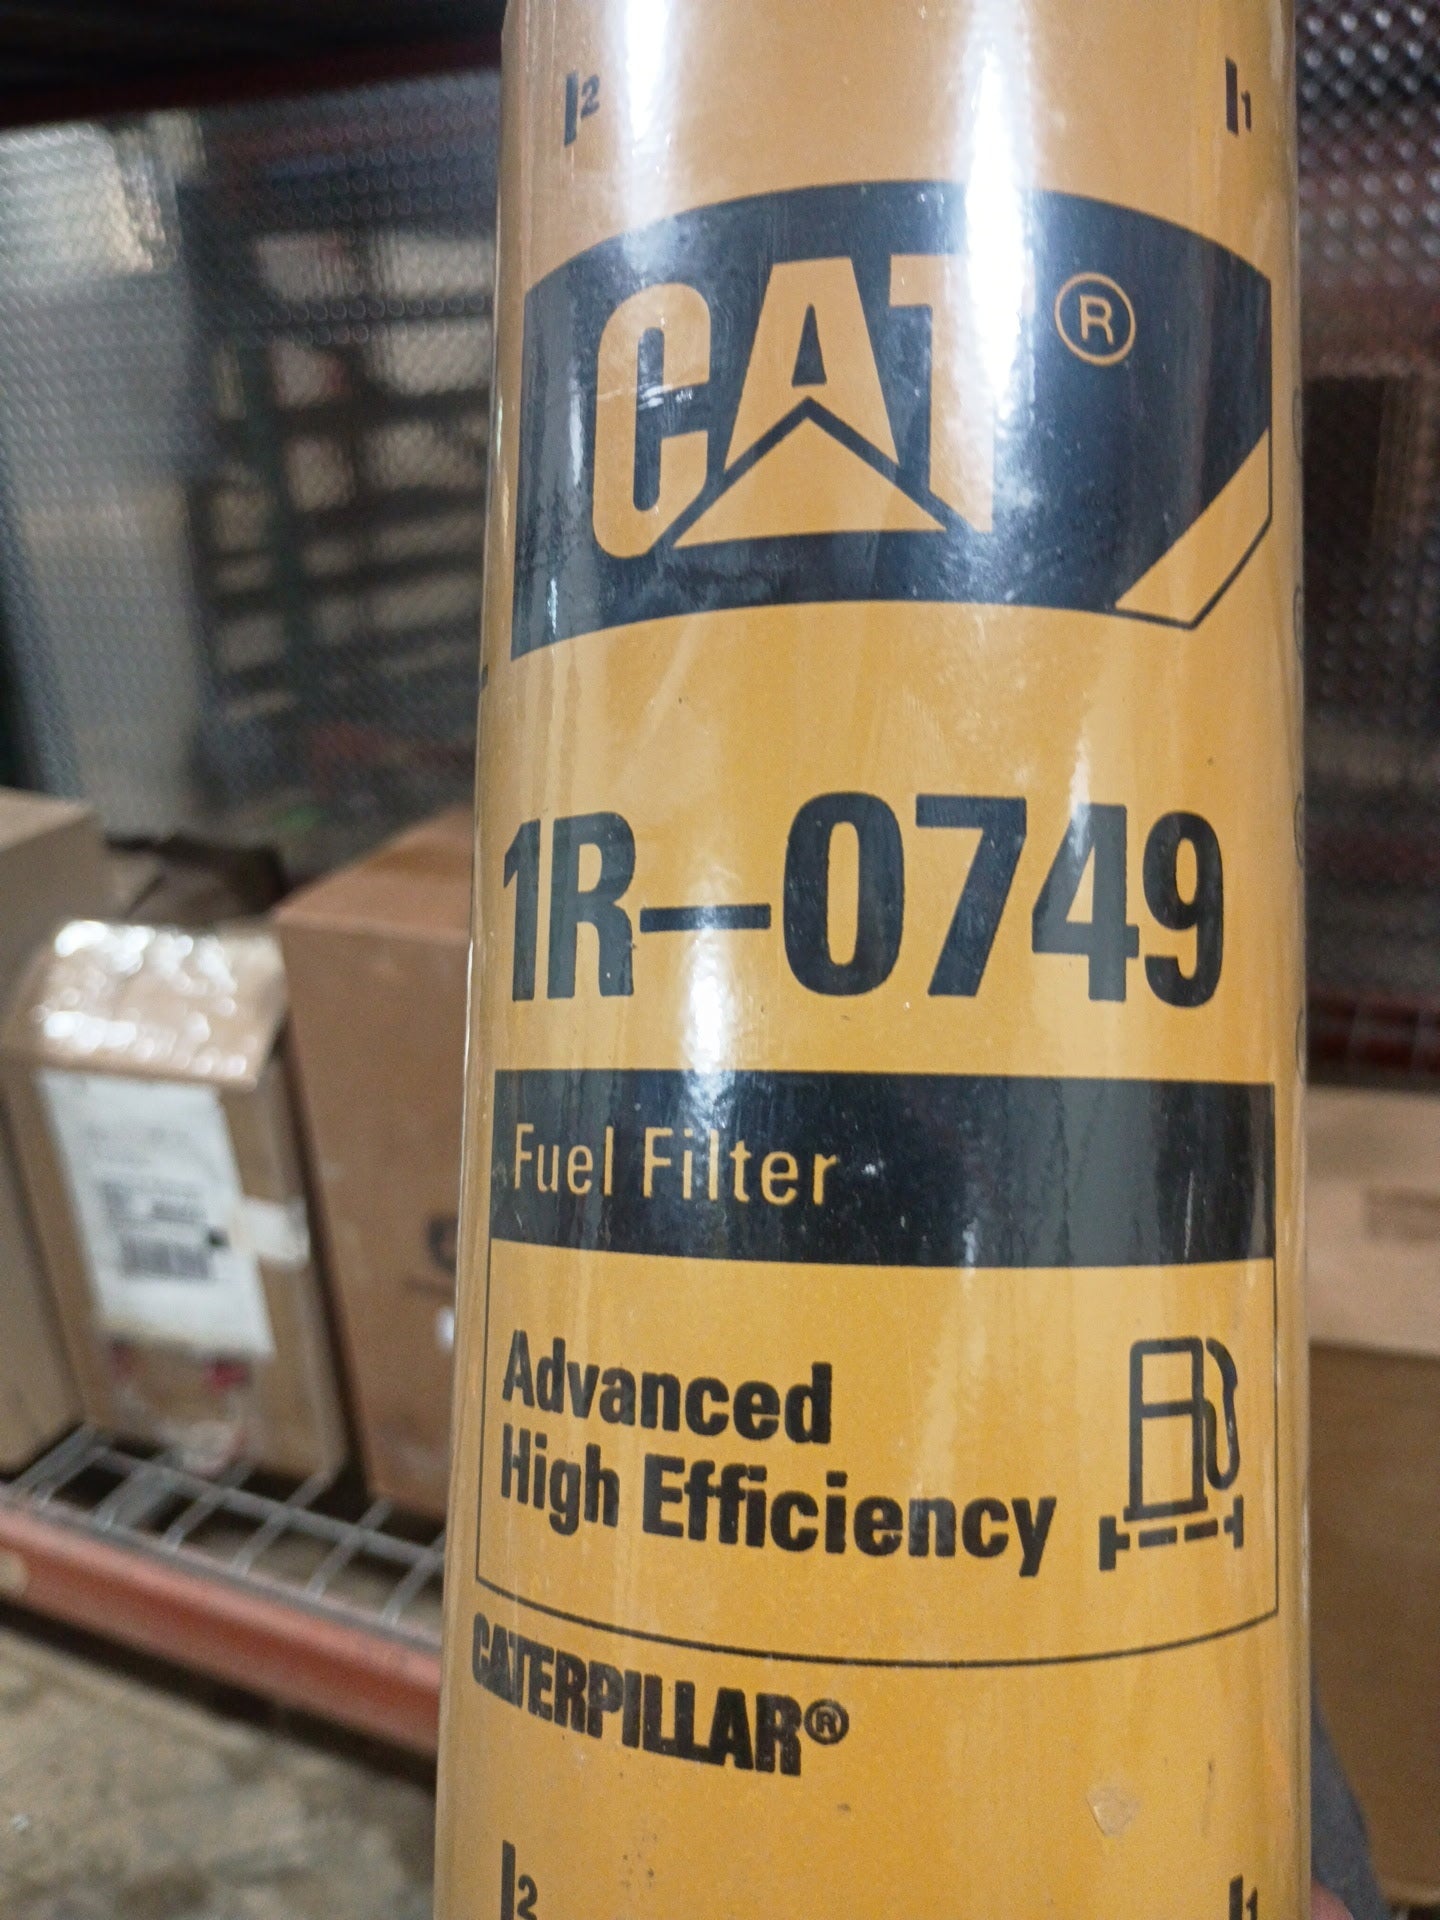 2 1
CAT ®
1R-0749
Fuel Filter
Advanced
High Efficiency
CATERPILLAR®
2 1